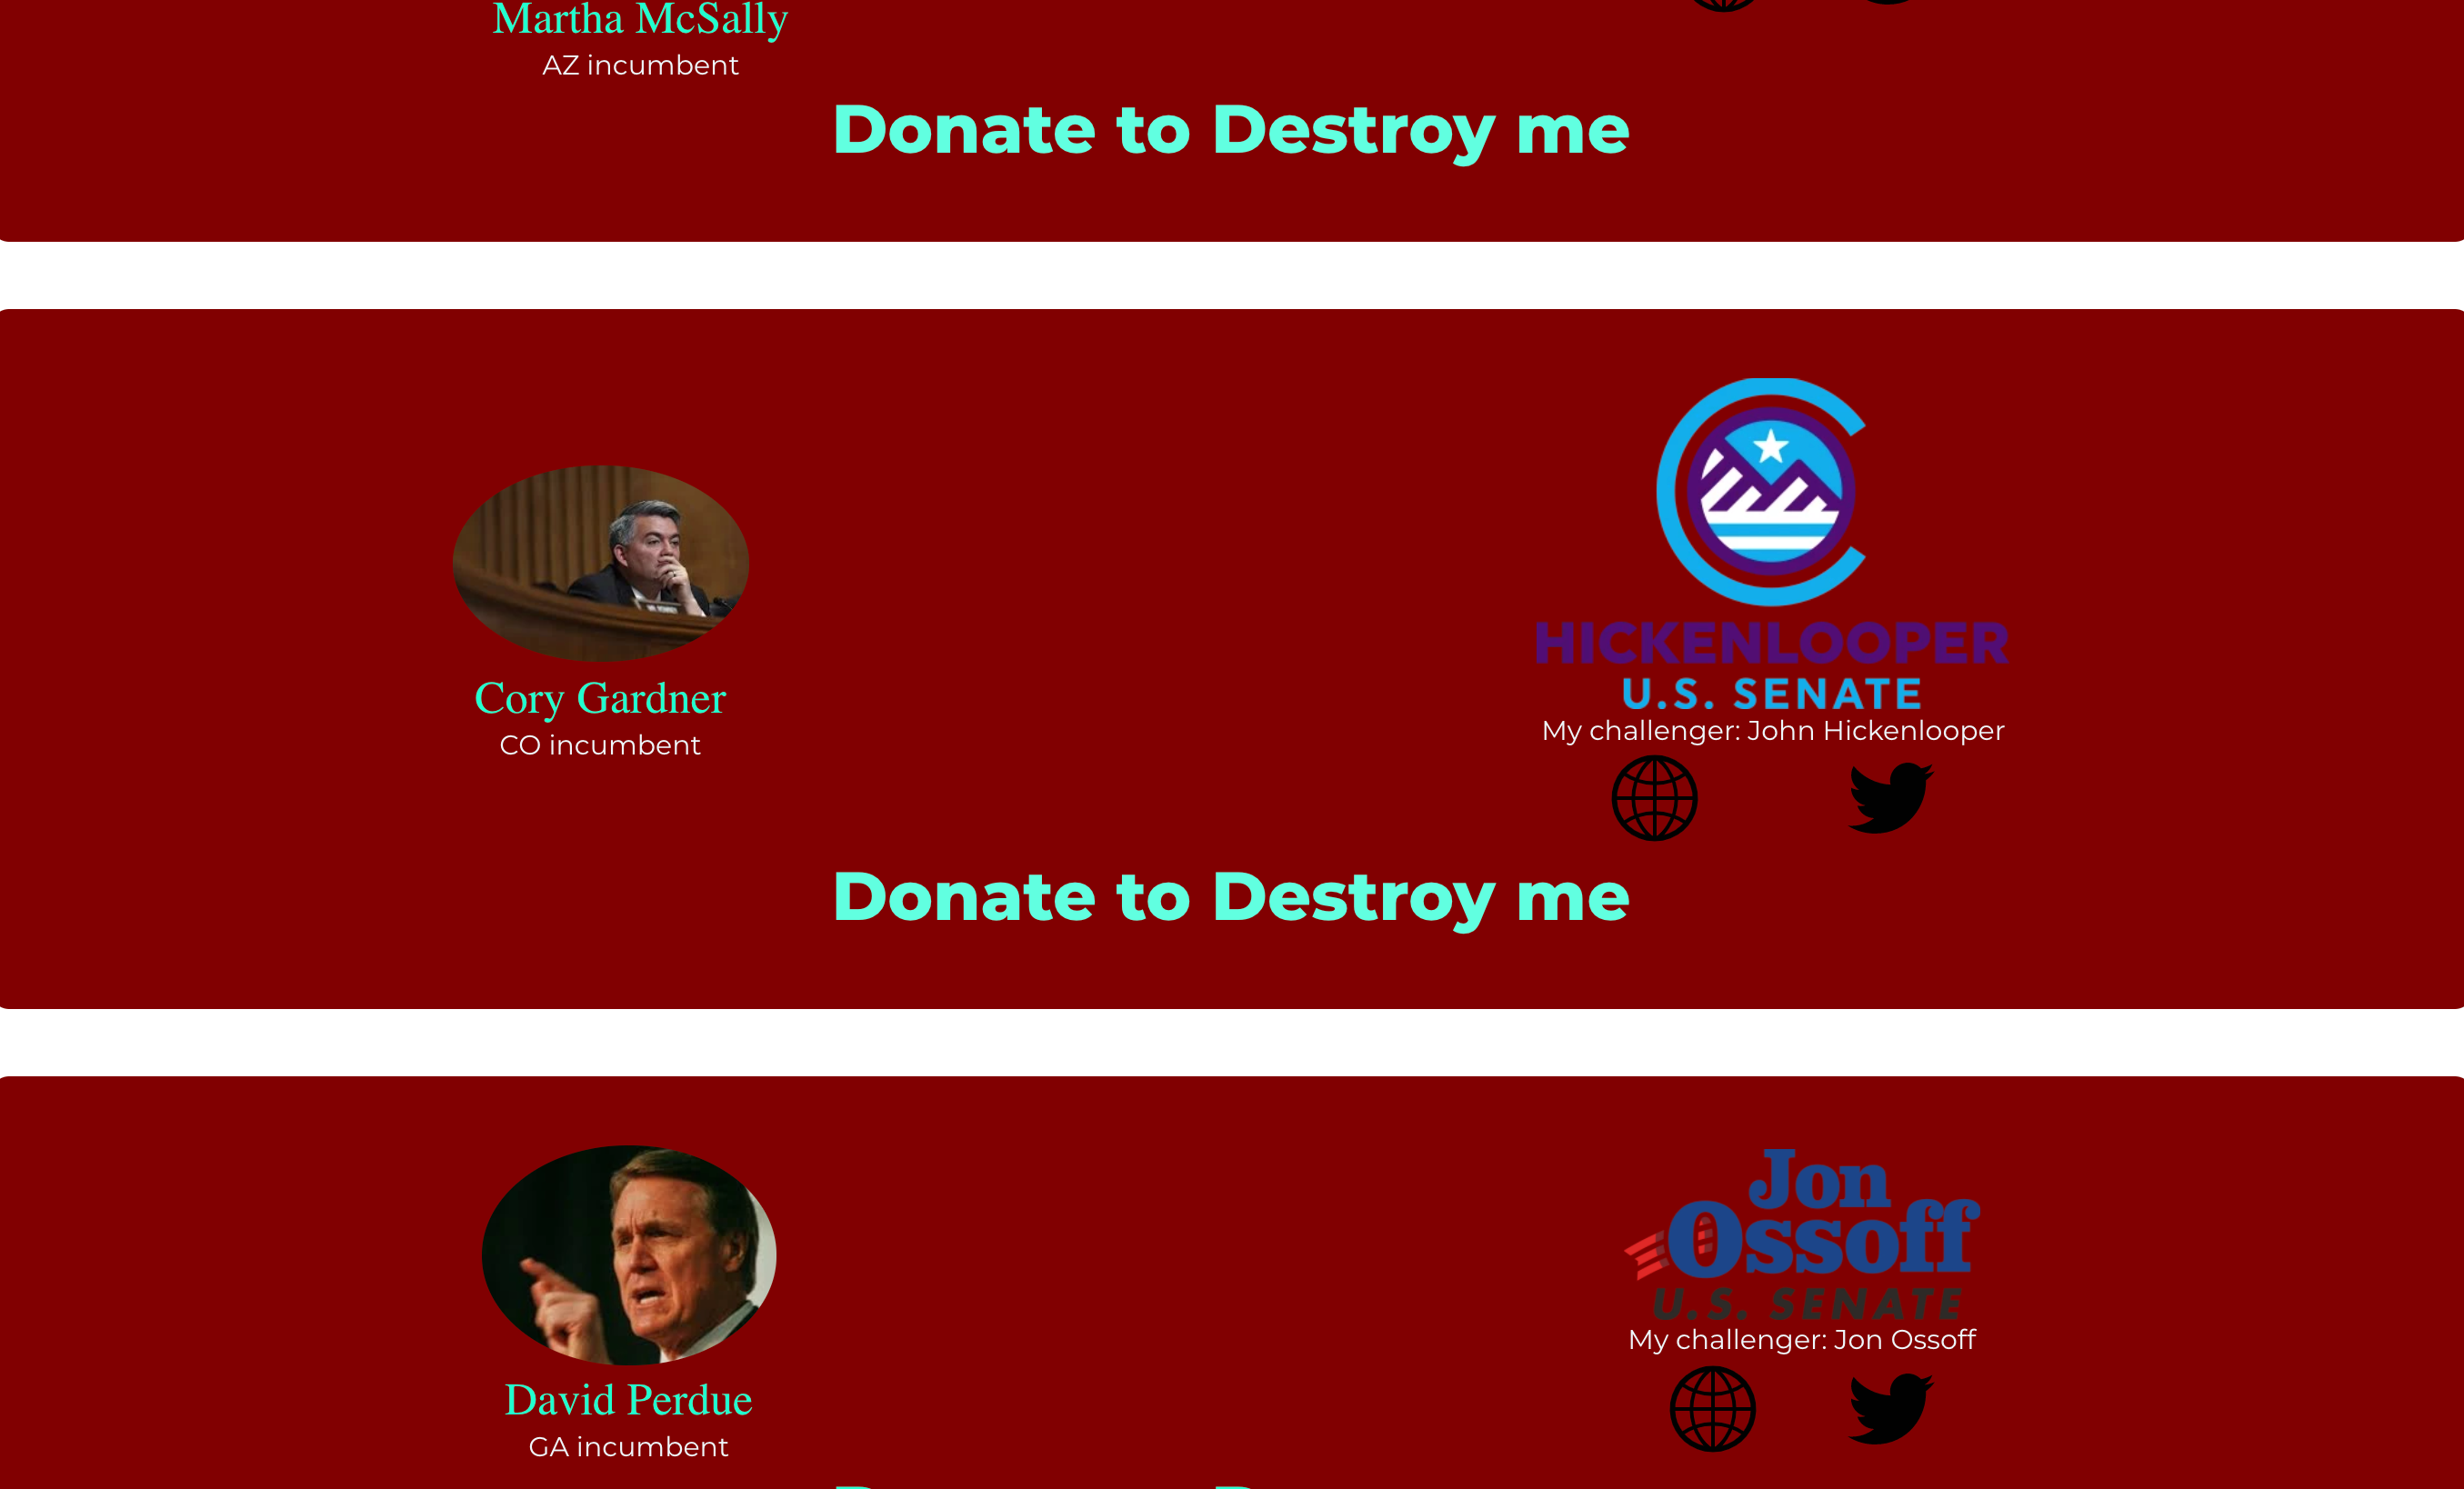 Martha McSally
AZ incumbent
Donate to Destroy me
HICKENLOOPER
U.S. SENATE
Cory Gardner
CO incumbent
My challenger: John Hickenlooper
Donate to Destroy me
Jon
Ossoff
U.S. SENATE
My challenger: Jon Ossoff
David Perdue
GA incumbent